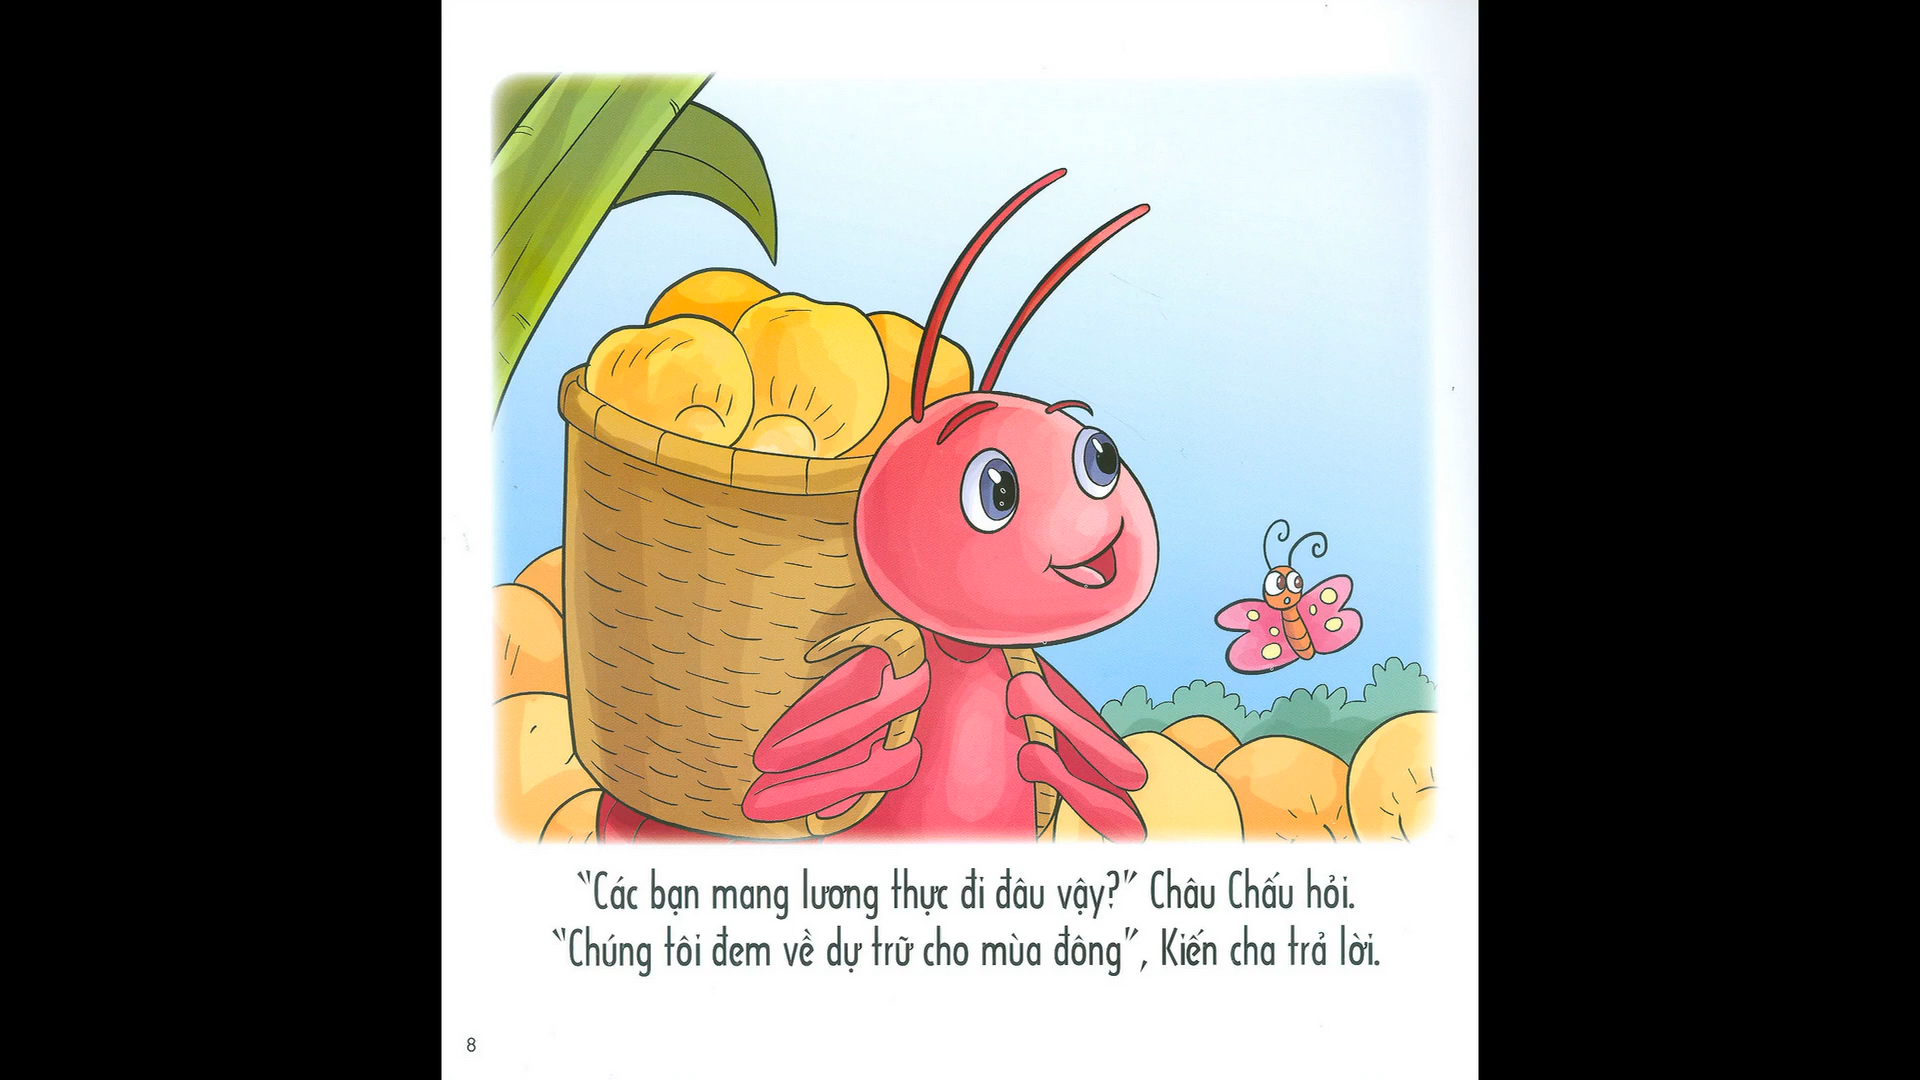 “Các bạn mang lương thực đi đâu vậy?” Châu Chấu hỏi.
“Chúng tôi đem về dự trữ cho mùa đông”, Kiến cha trả lời.
8